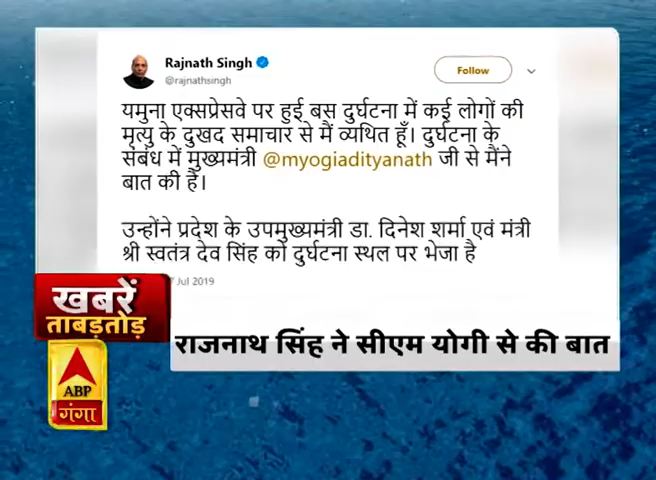 Rajnath Singh
@rajnathsingh
Follow
यमुना एक्सप्रेसवे पर हुई बस दुर्घटना में कई लोगों की
मृत्यु के दुखद समाचार से मैं व्यथित हूँ। दुर्घटना के
संबंध में मुख्यमंत्री @myogiadityanath जी से मैंने
बात की है।
उन्होंने प्रदेश के उपमुख्यमंत्री डा. दिनेश शर्मा एवं मंत्री
श्री स्वतंत्र देव सिंह को दुर्घटना स्थल पर भेजा है
Jul 2019
खबरें
ताबड़तोड़
राजनाथ सिंह ने सीएम योगी से की बात
ABP
गंगा